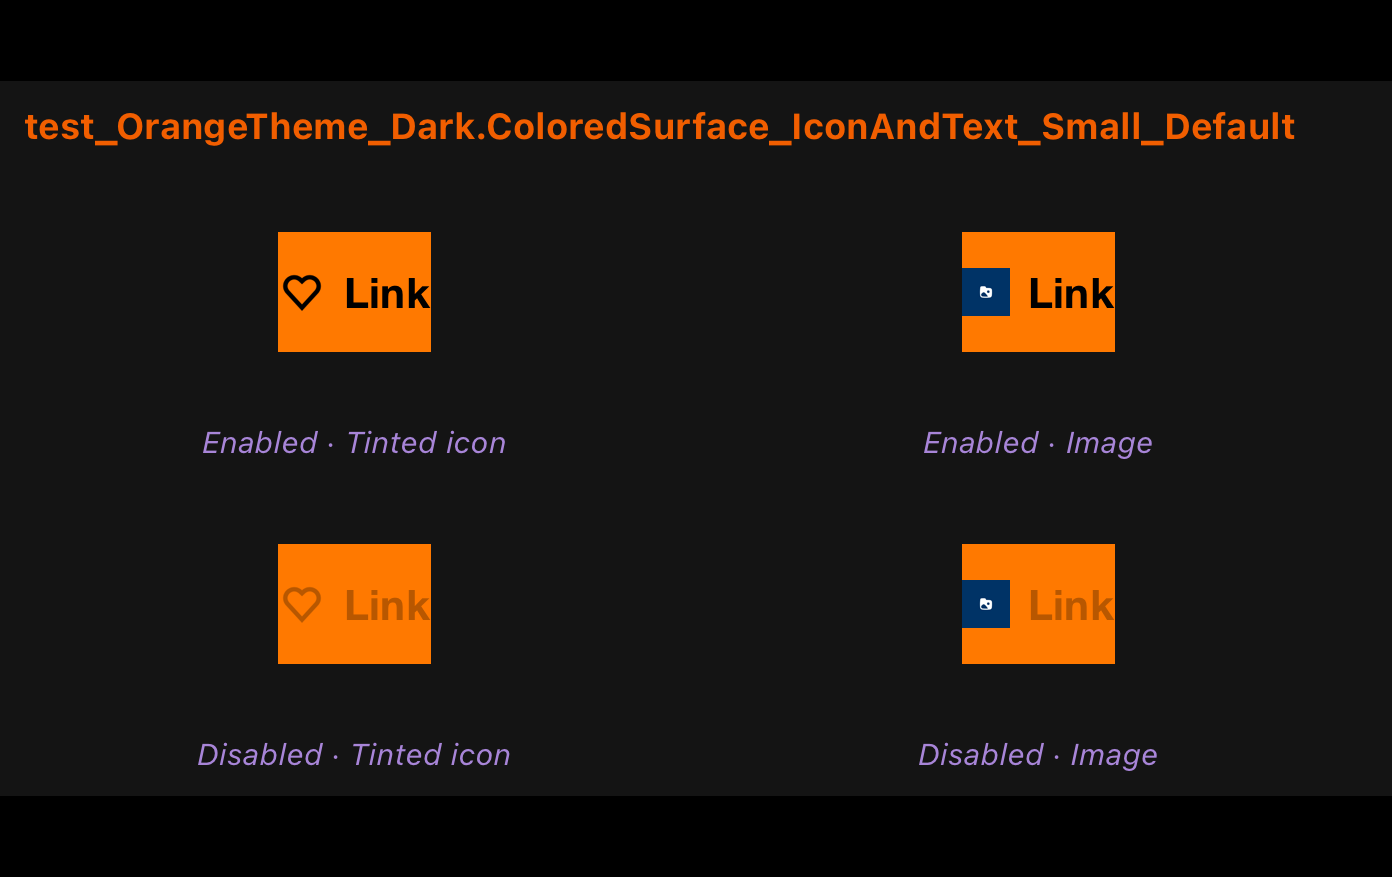 test_OrangeTheme_Dark.ColoredSurface_IconAndText_Small_Default
Link
Link
Enabled · Tinted icon
Enabled · Image
Link
Link
Disabled · Tinted icon
Disabled · Image